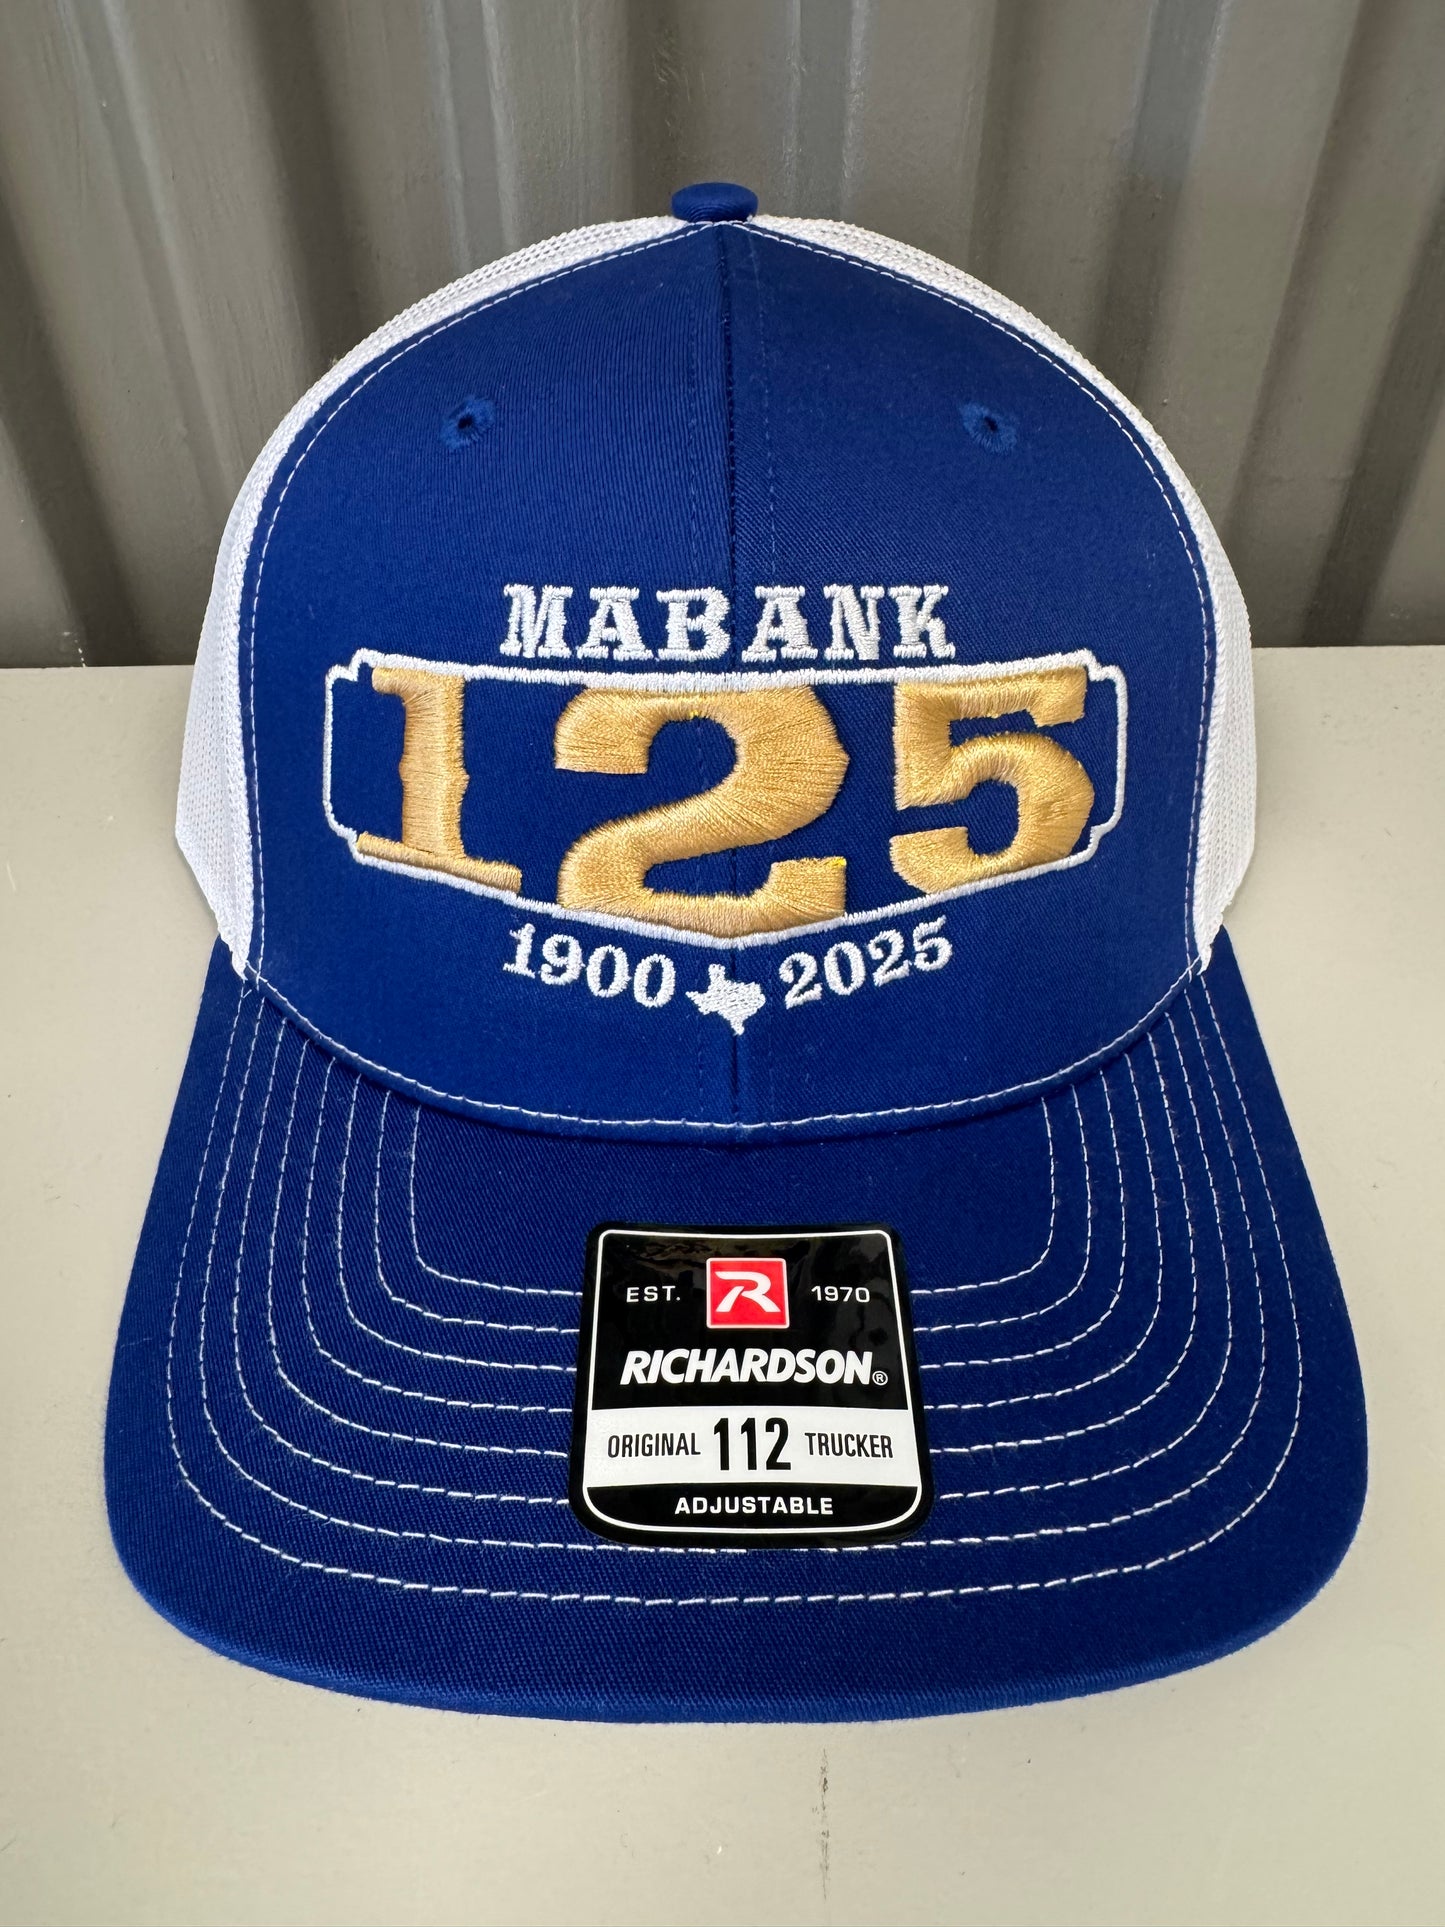 MABANK
125
1900 2025
EST. R 1970
RICHARDSON®
ORIGINAL 112 TRUCKER
ADJUSTABLE